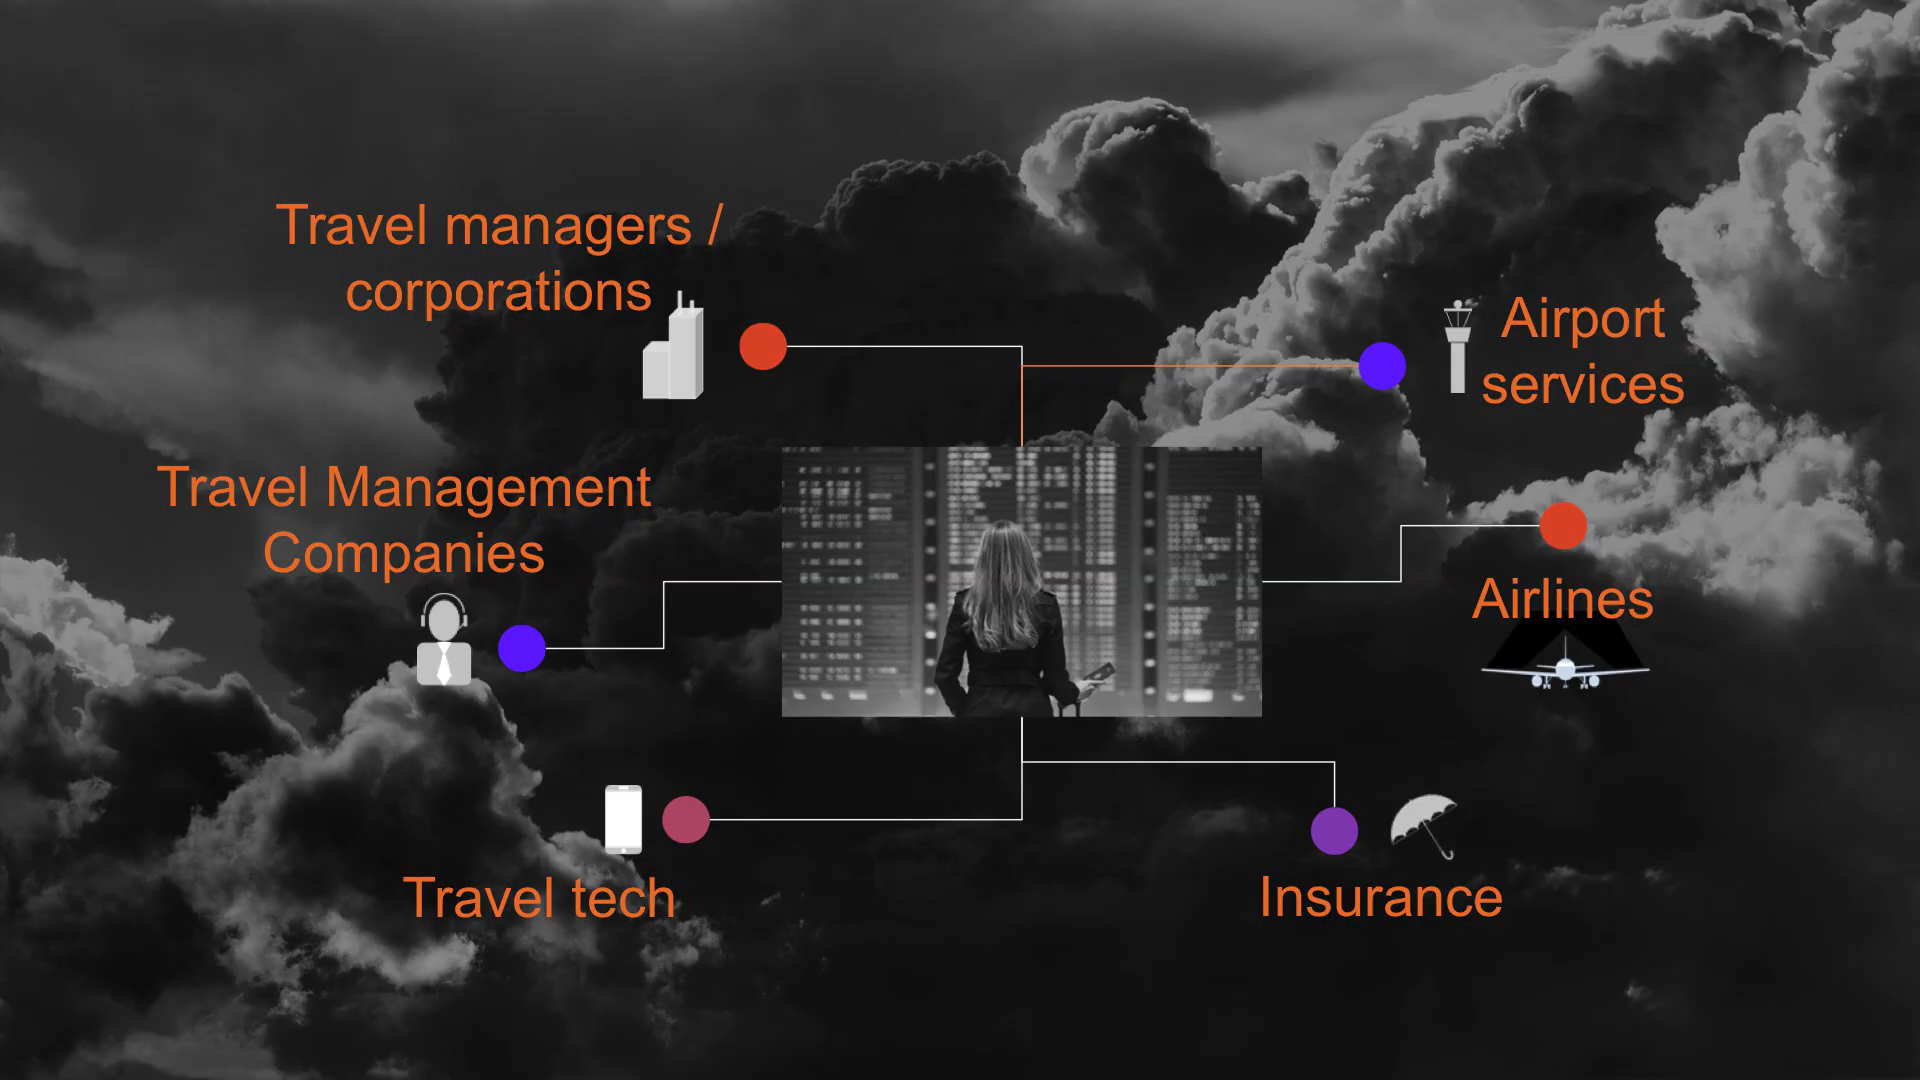 Travel managers /
corporations
Airport
services
Travel Management
Companies
Airlines
Travel tech
Insurance